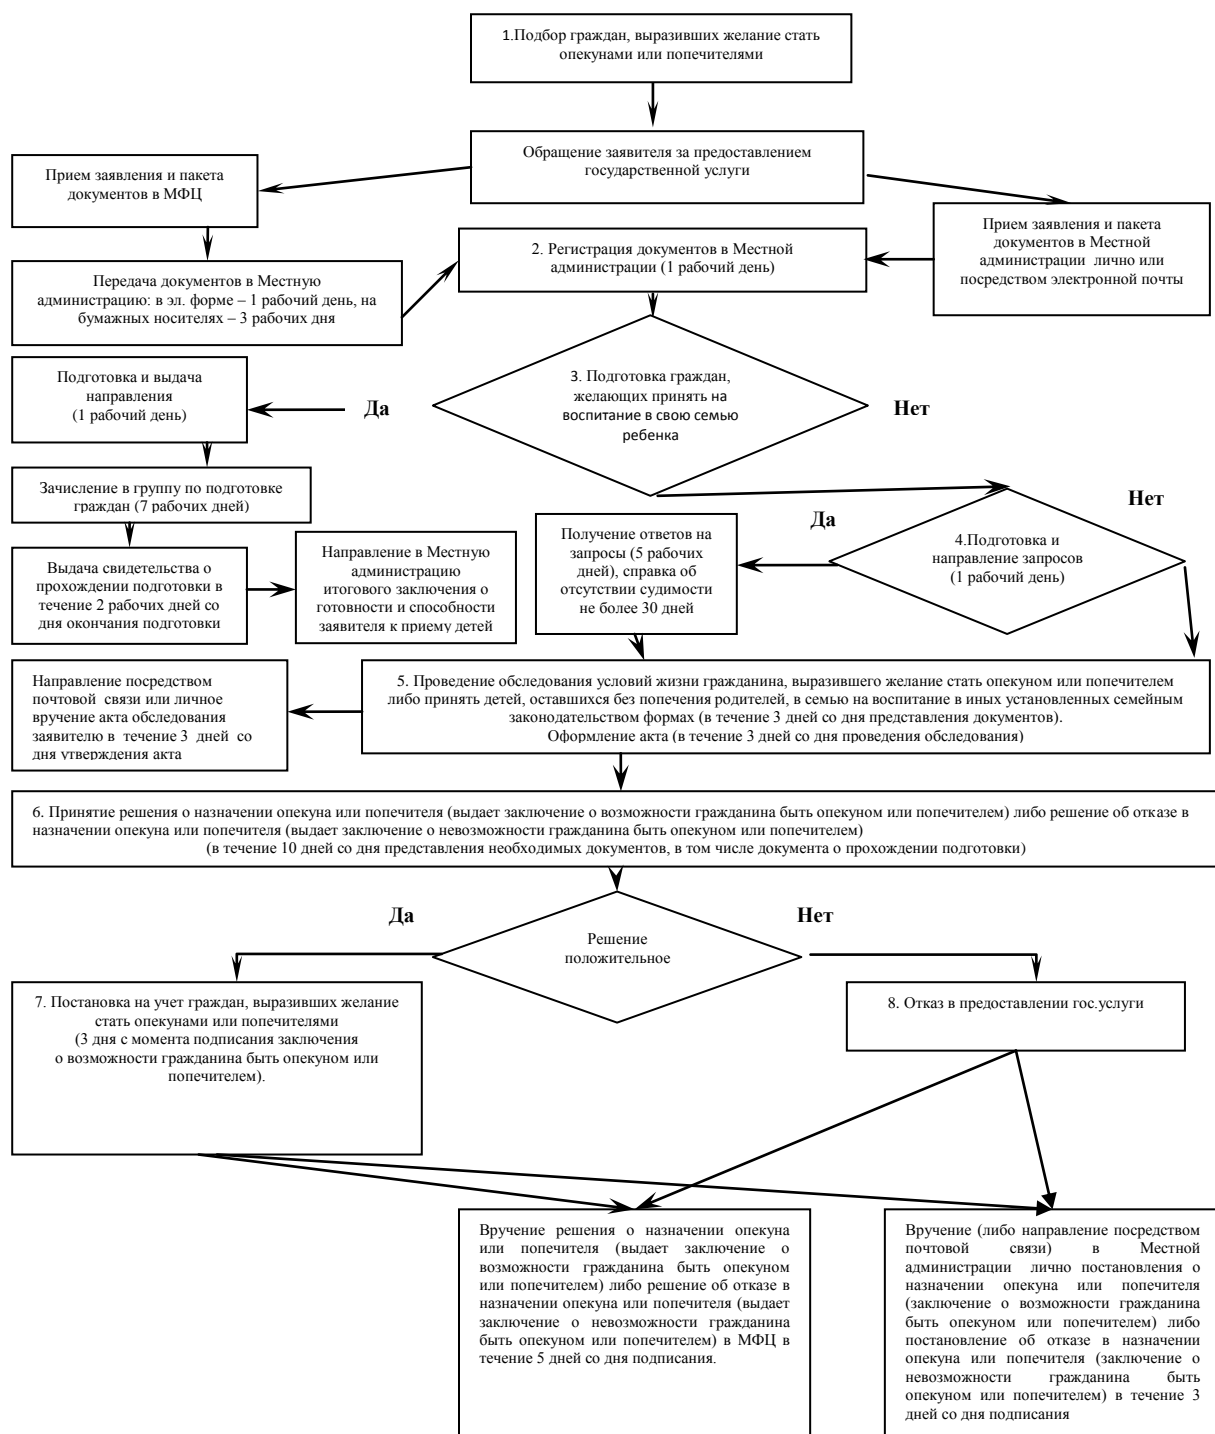 1.Подбор граждан, выразивших желание стать
опекунами или попечителями
Обращение заявителя за предоставлением
государственной услуги
Прием заявления и пакета
документов в МФЦ
Прием заявления и пакета
документов в Местной
администрации лично или
посредством электронной почты
2. Регистрация документов в Местной
администрации (1 рабочий день)
Передача документов в Местную
администрацию: в эл. форме – 1 рабочий день, на
бумажных носителях – 3 рабочих дня
3. Подготовка граждан,
желающих принять на
воспитание в свою семью
ребенка
Да
Нет
Подготовка и выдача
направления
(1 рабочий день)
Зачисление в группу по подготовке
граждан (7 рабочих дней)
Выдача свидетельства о
прохождении подготовки в
течение 2 рабочих дней со
дня окончания подготовки
Направление в Местную
администрацию
итогового заключения о
готовности и способности
заявителя к приему детей
Получение ответов на
запросы (5 рабочих
дней), справка об
отсутствии судимости
не более 30 дней
Да
Нет
4.Подготовка и
направление запросов
(1 рабочий день)
Направление посредством
почтовой связи или личное
вручение акта обследования
заявителю в течение 3 дней со
дня утверждения акта
5. Проведение обследования условий жизни гражданина, выразившего желание стать опекуном или попечителем
либо принять детей, оставшихся без попечения родителей, в семью на воспитание в иных установленных семейным
законодательством формах (в течение 3 дней со дня представления документов).
Оформление акта (в течение 3 дней со дня проведения обследования)
6. Принятие решения о назначении опекуна или попечителя (выдает заключение о возможности гражданина быть опекуном или попечителем) либо решение об отказе в
назначении опекуна или попечителя (выдает заключение о невозможности гражданина быть опекуном или попечителем)
(в течение 10 дней со дня представления необходимых документов, в том числе документа о прохождении подготовки)
Да
Нет
Решение
положительное
7. Постановка на учет граждан, выразивших желание
стать опекунами или попечителями
(3 дня с момента подписания заключения
о возможности гражданина быть опекуном или
попечителем).
8. Отказ в предоставлении гос.услуги
Вручение решения о назначении опекуна
или попечителя (выдает заключение о
возможности гражданина быть опекуном
или попечителем) либо решение об отказе в
назначении опекуна или попечителя (выдает
заключение о невозможности гражданина
быть опекуном или попечителем) в МФЦ в
течение 5 дней со дня подписания.
Вручение (либо направление посредством
почтовой связи) в Местной
администрации лично постановления о
назначении опекуна или попечителя
(заключение о возможности гражданина
быть опекуном или попечителем) либо
постановление об отказе в назначении
опекуна или попечителя (заключение о
невозможности гражданина быть
опекуном или попечителем) в течение 3
дней со дня подписания